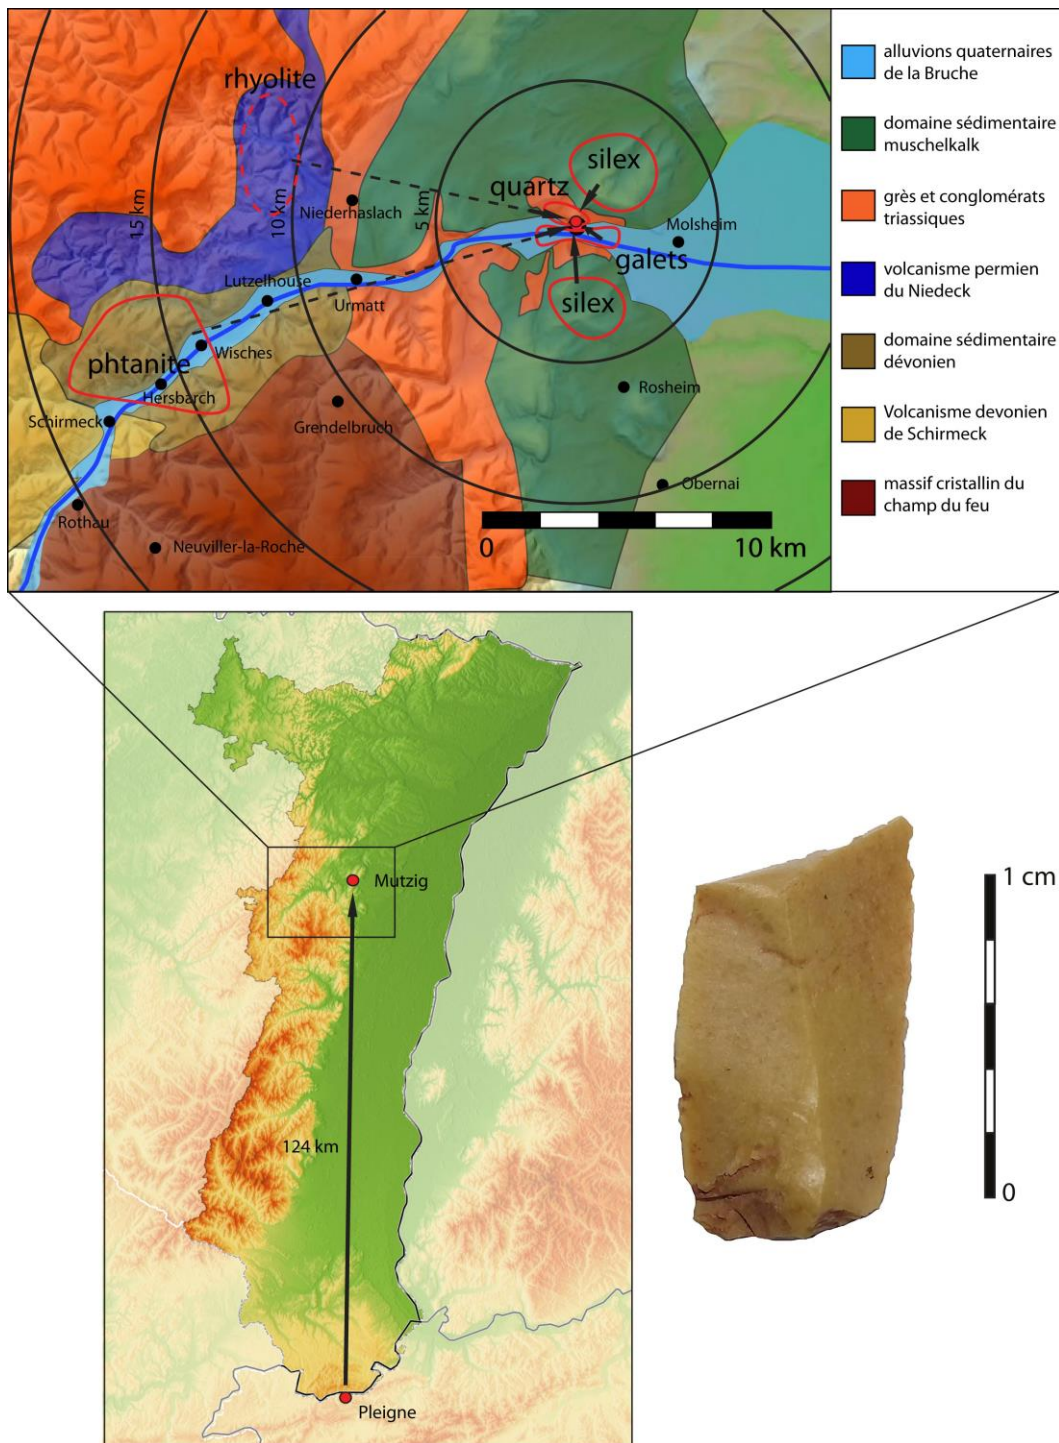 rhyolite
silex
quartz
15 km
10 km
5 km
Niederhaslach
Molsheim
galets
Lutzelhouse
Urmatt
silex
phtanite
Wisches
Hersbarch
Rosheim
Schirmeck
Grendelbruch
Obernai
Rothau
Neuviller-la-Roche
0
10 km
alluvions quaternaires
de la Bruche
domaine sédimentaire
muschelkalk
grès et conglomérats
triassiques
volcanisme permien
du Niedeck
domaine sédimentaire
dévonien
Volcanisme devonien
de Schirmeck
massif cristallin du
champ du feu
Mutzig
124 km
Pleigne
1 cm
0